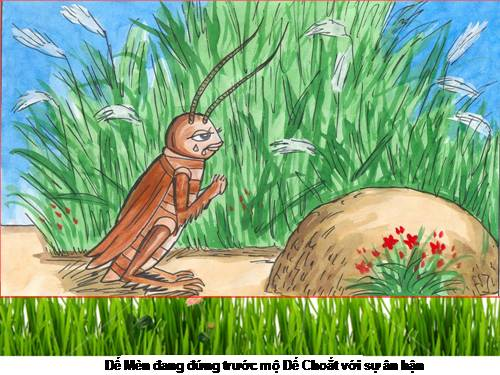 Dế Mèn đang đứng trước mộ Dế Choắt với sự ân hận